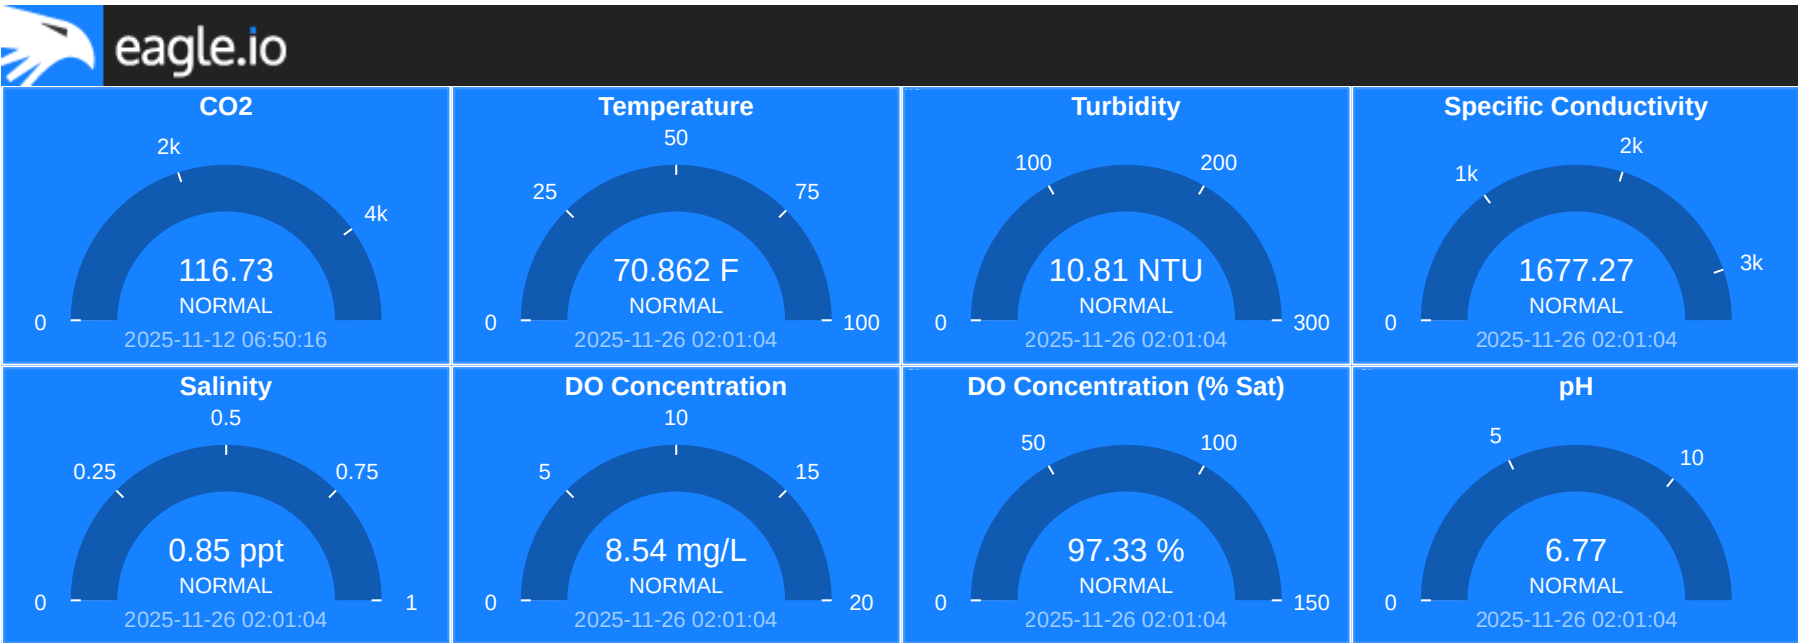 eagle.io
CO2
2k
4k
0
116.73
NORMAL
2025-11-12 06:50:16
Temperature
50
25
75
0
100
70.862 F
NORMAL
2025-11-26 02:01:04
Turbidity
100
200
0
300
10.81 NTU
NORMAL
2025-11-26 02:01:04
Specific Conductivity
2k
1k
3k
0
1677.27
NORMAL
2025-11-26 02:01:04
Salinity
0.5
0.25
0.75
0
1
0.85 ppt
NORMAL
2025-11-26 02:01:04
DO Concentration
10
5
15
0
20
8.54 mg/L
NORMAL
2025-11-26 02:01:04
DO Concentration (% Sat)
50
100
0
150
97.33 %
NORMAL
2025-11-26 02:01:04
pH
5
10
0
6.77
NORMAL
2025-11-26 02:01:04